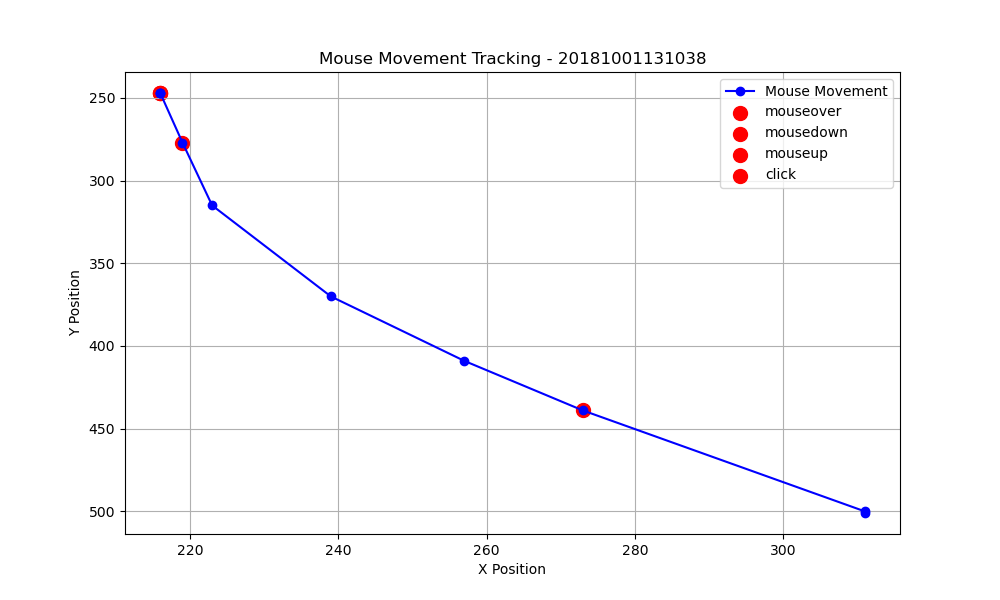 Mouse Movement Tracking - 20181001131038
Mouse Movement
mouseover
mousedown
mouseup
click
250
300
350
400
450
500
Y Position
220
240
260
280
300
X Position